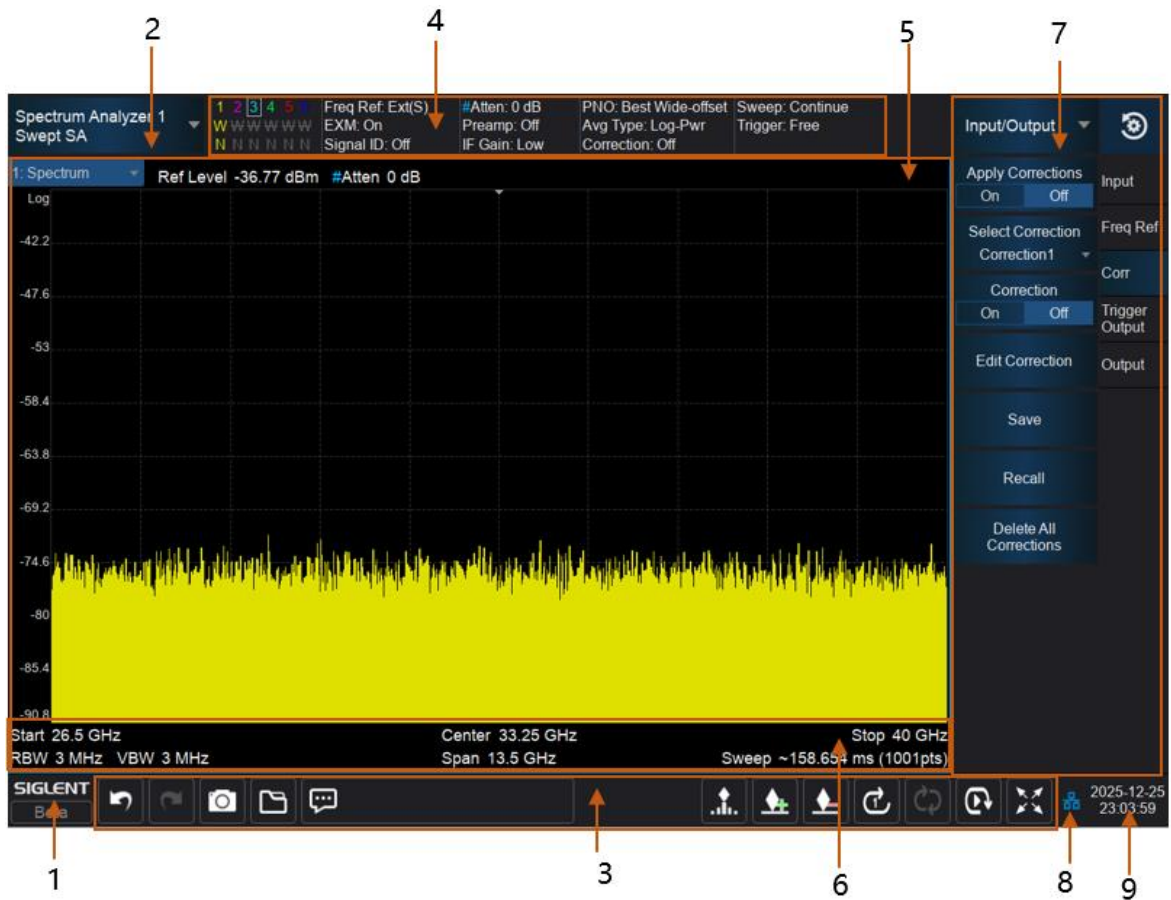 2
4
5
7
Spectrum Analyzer 1
Swept SA
1 2 3 4 5 6
W W W W W W
N N N N N N
Freq Ref: Ext(S)
EXM: On
Signal ID: Off
#Atten: 0 dB
Preamp: Off
IF Gain: Low
PNO: Best Wide-offset
Avg Type: Log-Pwr
Correction: Off
Sweep: Continue
Trigger: Free
Input/Output
1: Spectrum
Ref Level -36.77 dBm #Atten 0 dB
Log
-42.2
-47.6
-53
-58.4
-63.8
-69.2
-74.6
-80
-85.4
-90.8
Start 26.5 GHz
Center 33.25 GHz
Stop 40 GHz
RBW 3 MHz VBW 3 MHz
Span 13.5 GHz
Sweep ~158.654 ms (1001pts)
Apply Corrections
On Off
Select Correction
Correction1
Correction
On Off
Edit Correction
Save
Recall
Delete All
Corrections
Input
Freq Ref
Corr
Trigger
Output
Output
SIGLENT
Beta
1
2025-12-25
23:03:59
1
3
6
8
9